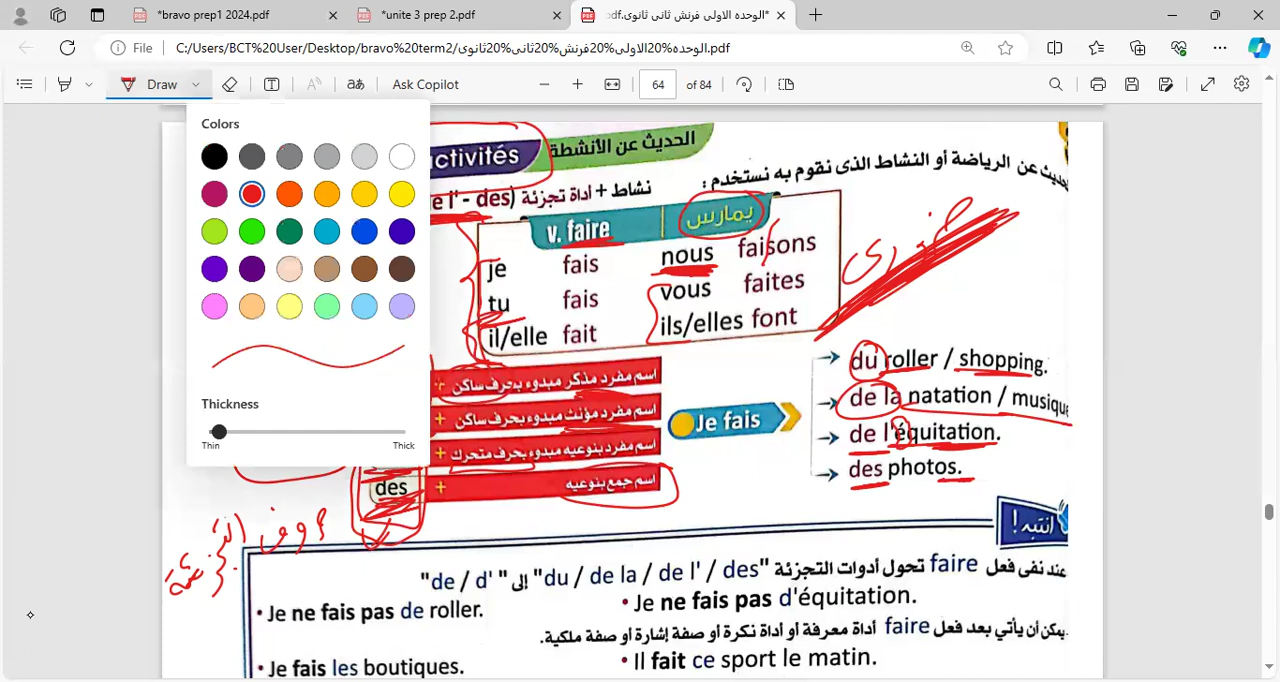 *bravo prep1 2024.pdf
*unite 3 prep 2.pdf
*الوحده الاولى فرنش ثانى ثانوى.pdf
File
C:/Users/BCT%20User/Desktop/bravo%20term2/الوحده%20الاولى%20فرنش%20ثانى%20ثانوى.pdf
Draw
aあ
Ask Copilot
64 of 84
Colors
Thickness
Thin
Thick
ctivités
الحديث عن الأنشطة
عن الرياضة أو النشاط الذى نقوم به نستخدم :
نشاط + اداة تجزئة (e l' - des
v. faire
يمارس
je fais nous faisons
tu fais vous faites
il/elle fait ils/elles font
ضمورى
+ اسم مفرد مذكر مبدوء بحرف ساكن
+ اسم مفرد مؤنث مبدوء بحرف ساكن
+ اسم مفرد بنوعيه مبدوء بحرف متحرك
des + اسم جمع بنوعيه
Je fais
du roller / shopping.
de la natation / musique
de l'équitation.
des photos.
انتبه!
عند نفى فعل faire تحول أدوات التجزئة "du / de la / de l' / des" إلى "de / d'"
• Je ne fais pas de roller.
• Je ne fais pas d'équitation.
يمكن أن يأتي بعد فعل faire أداة معرفة أو أداة نكرة أو صفة إشارة أو صفة ملكية.
• Je fais les boutiques.
• Il fait ce sport le matin.